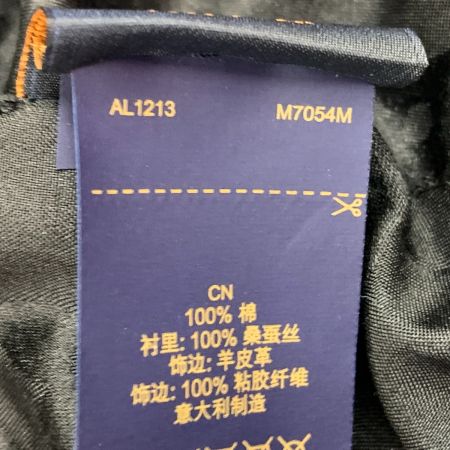 AL1213 M7054M
CN
100% 棉
衬里: 100% 桑蚕丝
饰边: 羊皮革
饰边: 100% 粘胶纤维
意大利制造